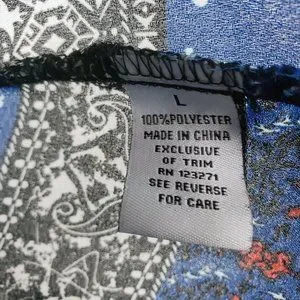 L
100%POLYESTER
MADE IN CHINA
EXCLUSIVE
OF TRIM
RN 123271
SEE REVERSE
FOR CARE